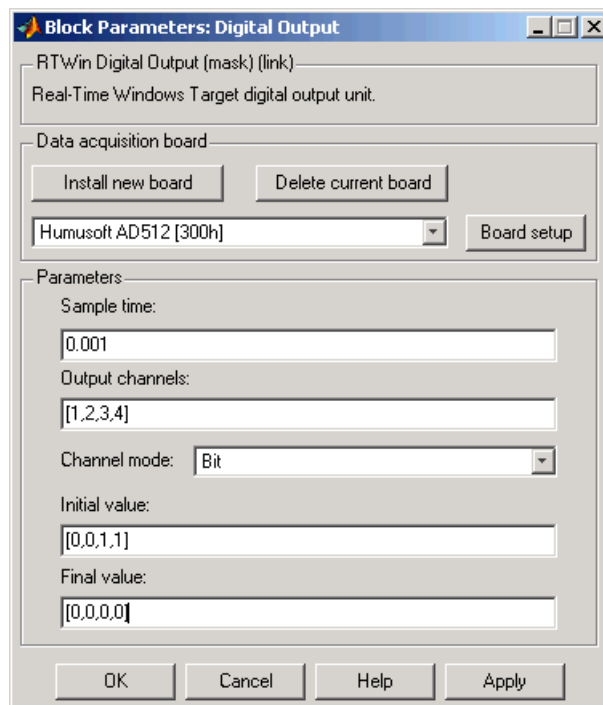 Block Parameters: Digital Output
RTWin Digital Output (mask) (link)
Real-Time Windows Target digital output unit.
Data acquisition board
Install new board Delete current board
Humusoft AD512 [300h] Board setup
Parameters
Sample time:
0.001
Output channels:
[1,2,3,4]
Channel mode: Bit
Initial value:
[0,0,1,1]
Final value:
[0,0,0,0]
OK Cancel Help Apply